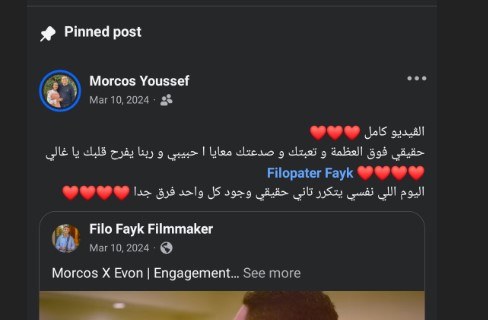 Pinned post
Morcos Youssef
Mar 10, 2024
الفيديو كامل ❤️❤️❤️
حقيقي فوق العظمة و تعبتك و صدعتك معايا ا حبيبي و ربنا يفرح قلبك يا غالي
Filopater Fayk ❤️❤️❤️❤️
اليوم اللي نفسي يتكرر تاني حقيقي وجود كل واحد فرق جدا ❤️❤️❤️❤️
Filo Fayk Filmmaker
Mar 10, 2024
Morcos X Evon | Engagement... See more